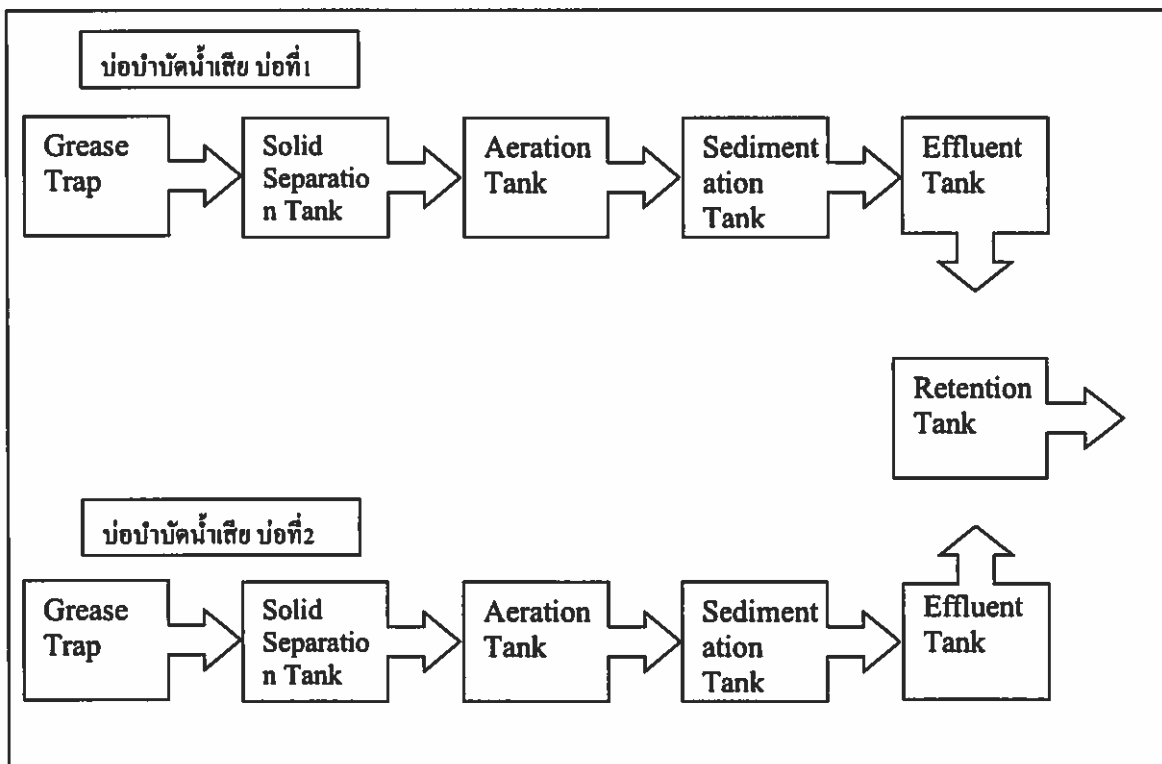 บ่อบำบัดน้ำเสีย บ่อที่1
Grease
Trap
Solid
Separatio
n Tank
Aeration
Tank
Sediment
ation
Tank
Effluent
Tank
Retention
Tank
บ่อบำบัดน้ำเสีย บ่อที่2
Grease
Trap
Solid
Separatio
n Tank
Aeration
Tank
Sediment
ation
Tank
Effluent
Tank